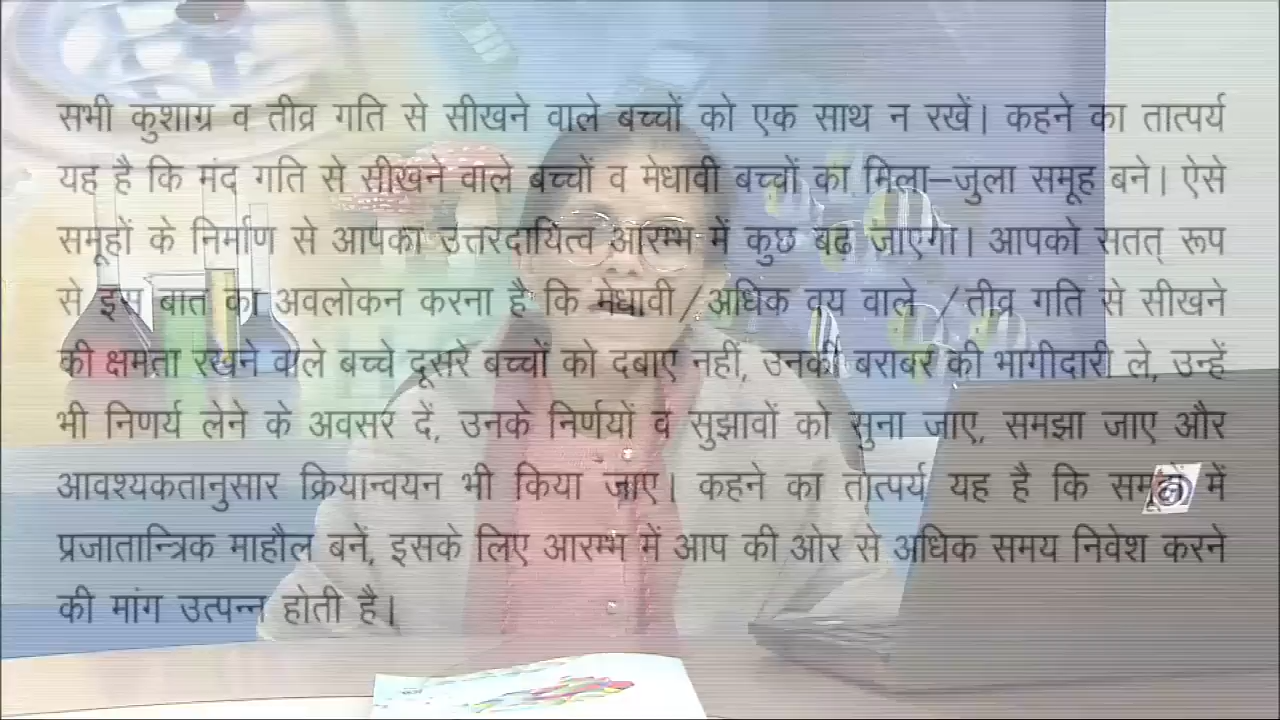 सभी कुशाग्र व तीव्र गति से सीखने वाले बच्चों को एक साथ न रखें। कहने का तात्पर्य
यह है कि मंद गति से सीखने वाले बच्चों व मेधावी बच्चों का मिला–जुला समूह बने। ऐसे
समूहों के निर्माण से आपका उत्तरदायित्व आरम्भ में कुछ बढ़ जाएगा। आपको सतत् रूप
से इस बात का अवलोकन करना है कि मेधावी/अधिक वय वाले /तीव्र गति से सीखने
की क्षमता रखने वाले बच्चे दूसरे बच्चों को दबाए नहीं, उनकी बराबर की भागीदारी ले, उन्हें
भी निणर्य लेने के अवसर दें, उनके निर्णयों व सुझावों को सुना जाए, समझा जाए और
आवश्यकतानुसार क्रियान्वयन भी किया जाए। कहने का तात्पर्य यह है कि में
प्रजातान्त्रिक माहौल बनें, इसके लिए आरम्भ में आप की ओर से अधिक समय निवेश करने
की मांग उत्पन्न होती है।